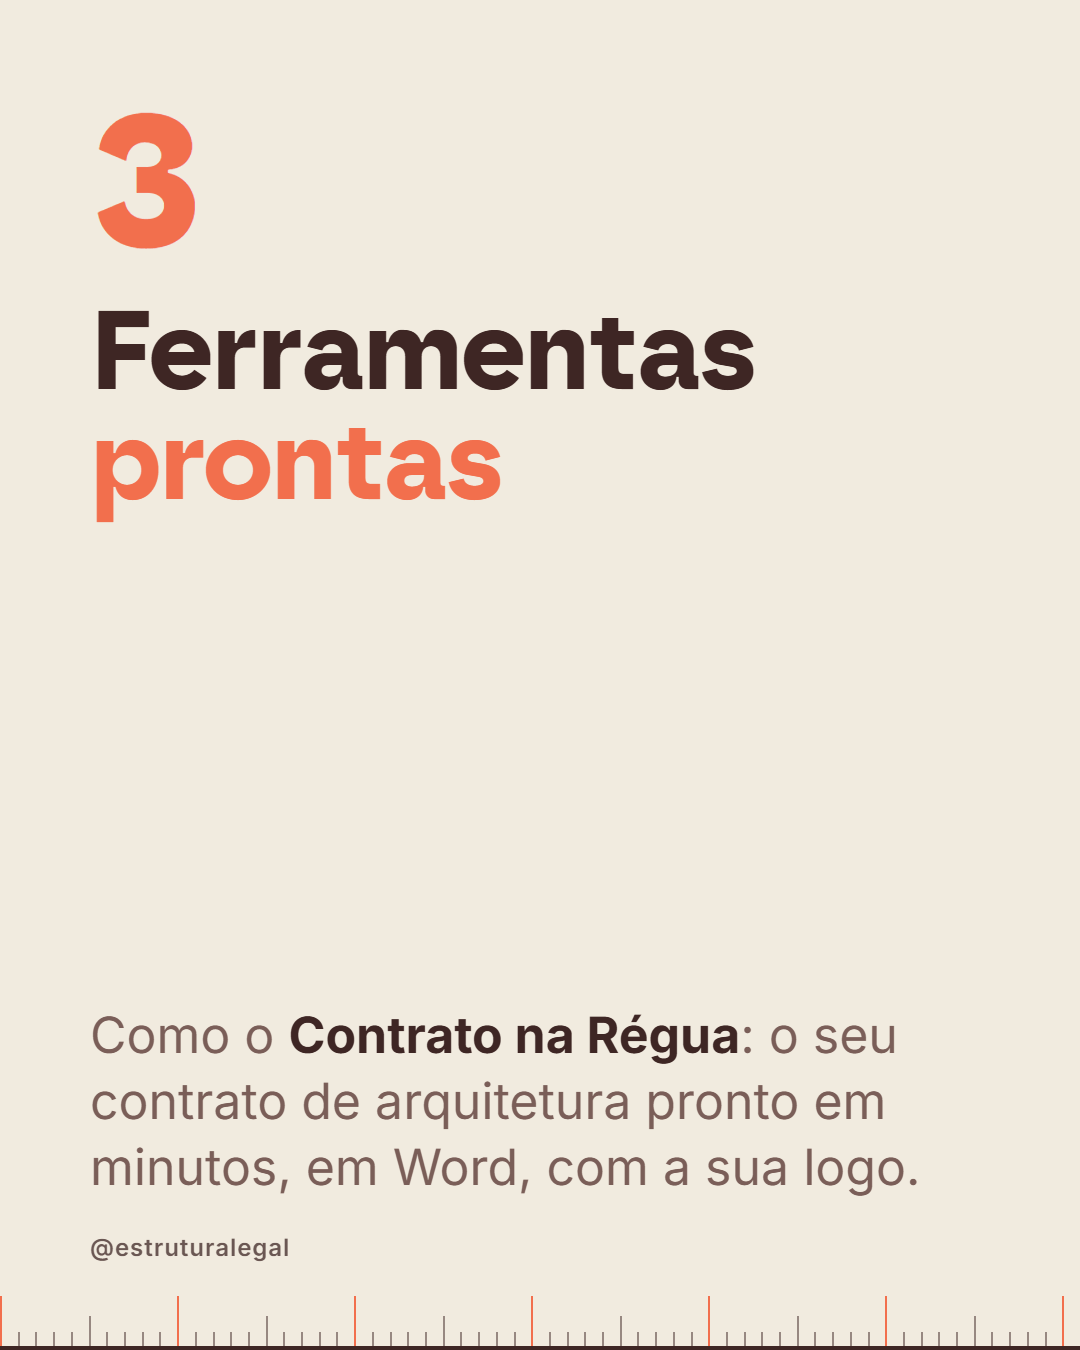 3
Ferramentas
prontas
Como o Contrato na Régua: o seu
contrato de arquitetura pronto em
minutos, em Word, com a sua logo.
@estruturalegal